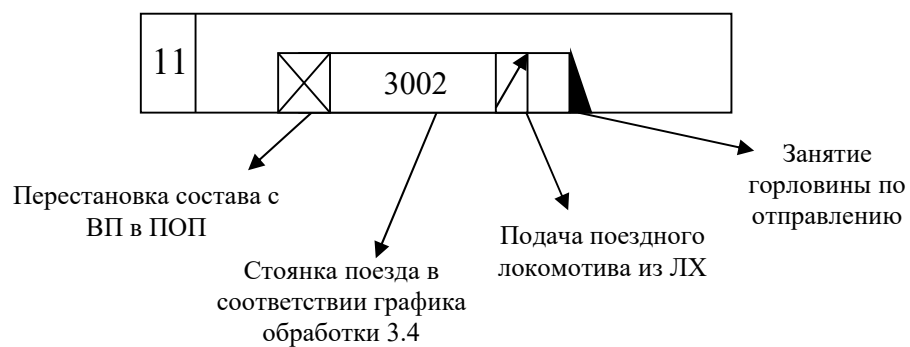 11
3002
Перестановка состава с
ВП в ПОП
Стоянка поезда в
соответствии графика
обработки 3.4
Подача поездного
локомотива из ЛХ
Занятие
горловины по
отправлению